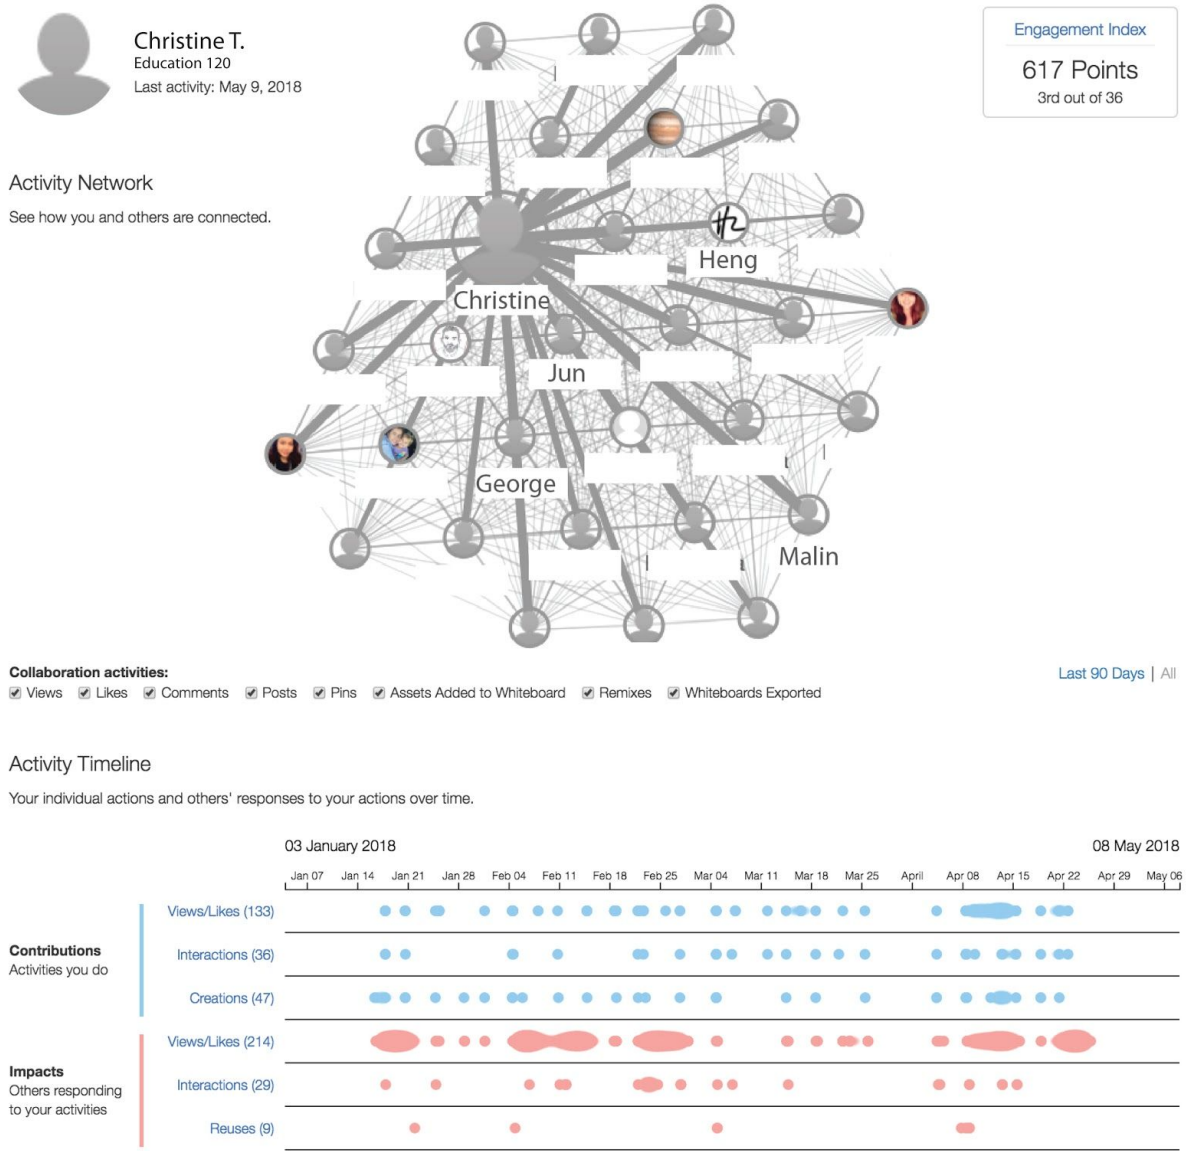 Christine T.
Education 120
Last activity: May 9, 2018
Engagement Index
617 Points
3rd out of 36
Activity Network
See how you and others are connected.
Heng
Christine
Jun
George
Malin
Collaboration activities:
Last 90 Days | All
Views Likes Comments Posts Pins Assets Added to Whiteboard Remixes Whiteboards Exported
Activity Timeline
Your individual actions and others' responses to your actions over time.
03 January 2018 08 May 2018
Jan 07 Jan 14 Jan 21 Jan 28 Feb 04 Feb 11 Feb 18 Feb 25 Mar 04 Mar 11 Mar 18 Mar 25 April Apr 08 Apr 15 Apr 22 Apr 29 May 06
Contributions
Activities you do
Views/Likes (133)
Interactions (36)
Creations (47)
Impacts
Others responding
to your activities
Views/Likes (214)
Interactions (29)
Reuses (9)